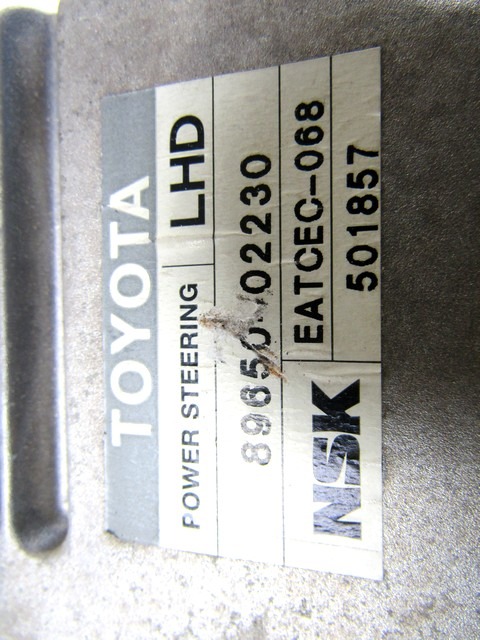 TOYOTA
POWER STEERING LHD
89650-02230
EATCEC-068
NSK 501857